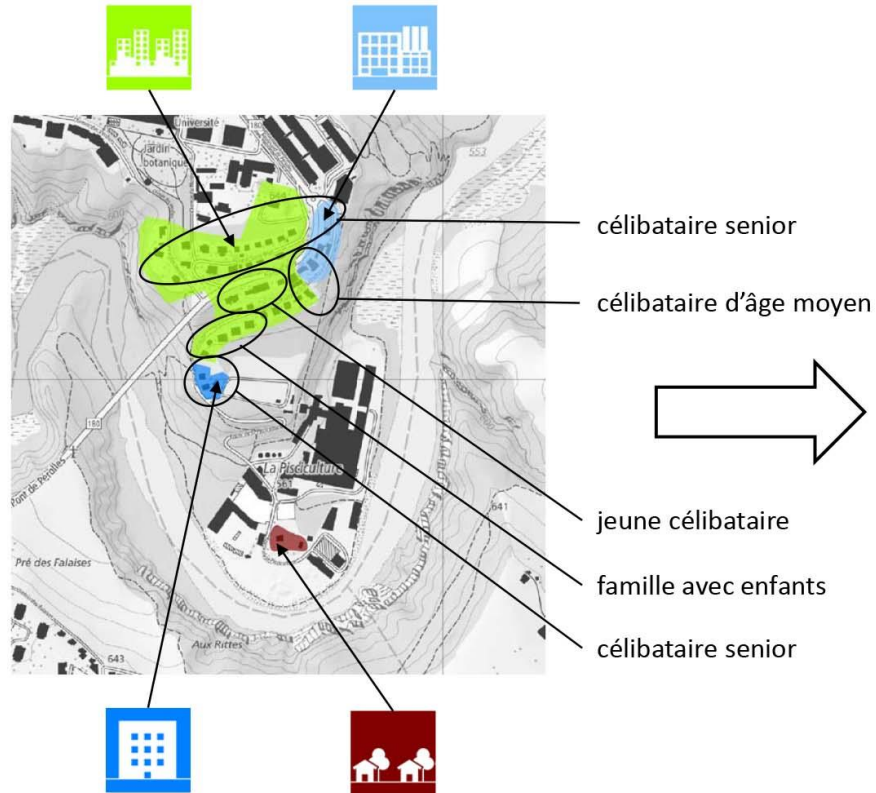 Université
180
Jardin
botanique
553
célibataire senior
célibataire d'âge moyen
180
Pont de Pérolles
La Pisciculture
561
641
jeune célibataire
Pré des Falaises
famille avec enfants
Aux Rittes
célibataire senior
643